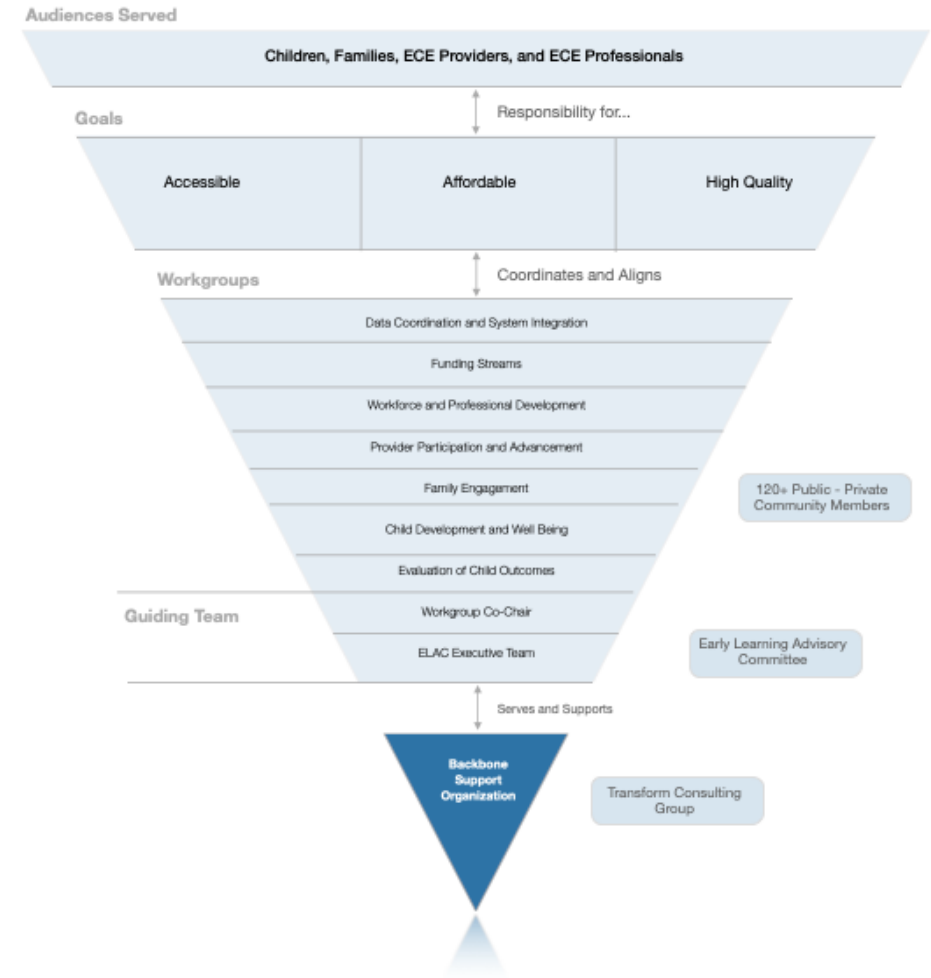 Audiences Served
Children, Families, ECE Providers, and ECE Professionals
Responsibility for...
Goals
Accessible
Affordable
High Quality
Coordinates and Aligns
Workgroups
Data Coordination and System Integration
Funding Streams
Workforce and Professional Development
Provider Participation and Advancement
Family Engagement
120+ Public - Private
Community Members
Child Development and Well Being
Evaluation of Child Outcomes
Guiding Team
Workgroup Co-Chair
ELAC Executive Team
Early Learning Advisory
Committee
Serves and Supports
Backbone
Support
Organization
Transform Consulting
Group